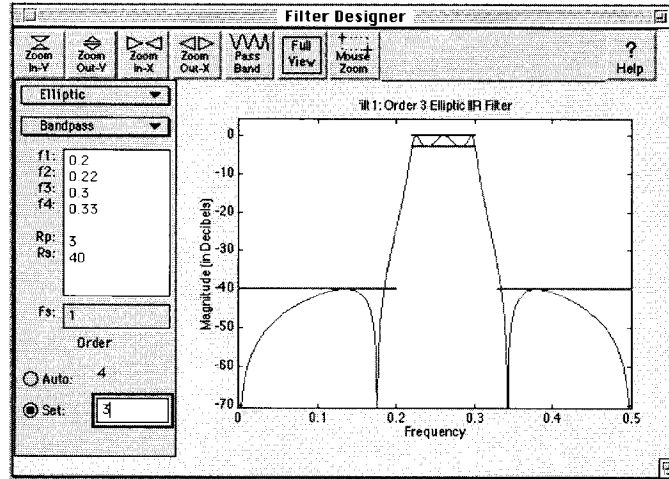 Filter Designer
Zoom In-Y
Zoom Out-Y
Zoom In-X
Zoom Out-X
Pass Band
Full View
Mouse Zoom
? Help
Elliptic
Bandpass
f1: 0.2
f2: 0.22
f3: 0.3
f4: 0.33
Rp: 3
Rs: 40
Fs: 1
Order
Auto: 4
Set: 3
filt1: Order 3 Elliptic IIR Filter
Magnitude (in Decibels)
0
-10
-20
-30
-40
-50
-60
-70
0 0.1 0.2 0.3 0.4 0.5
Frequency